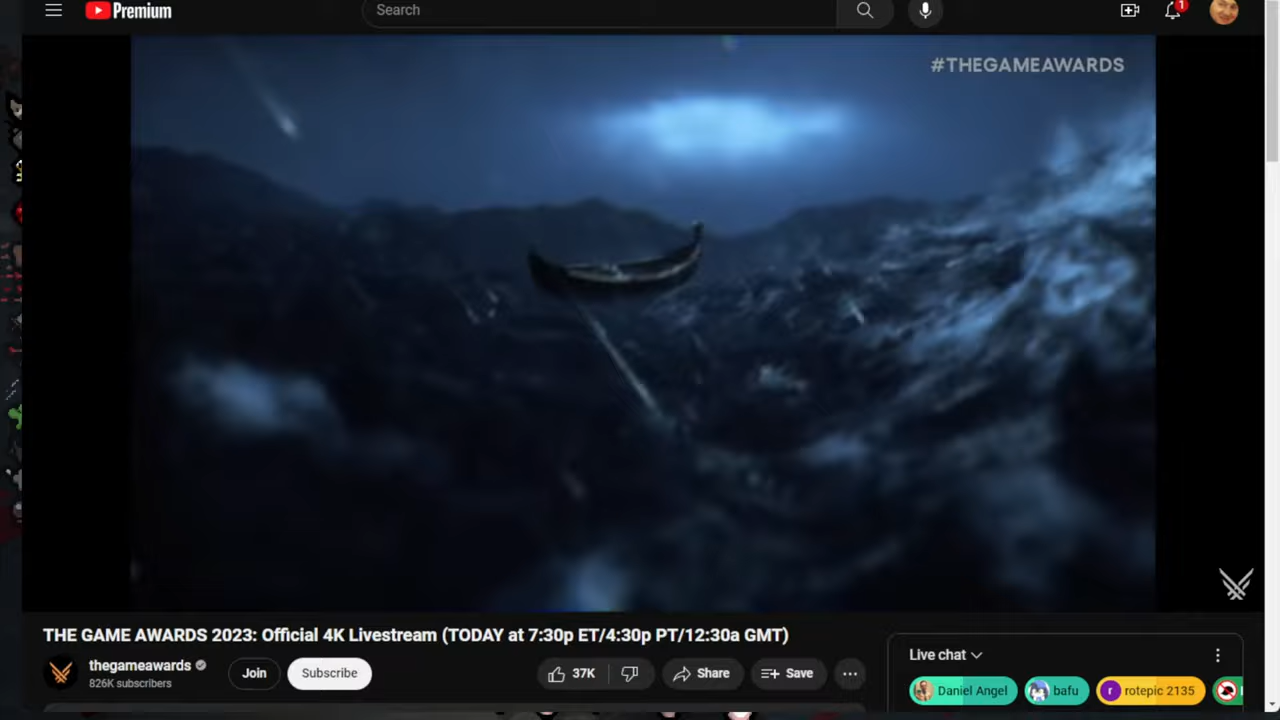 Premium
Search
1
#THEGAMEAWARDS
THE GAME AWARDS 2023: Official 4K Livestream (TODAY at 7:30p ET/4:30p PT/12:30a GMT)
thegameawards
826K subscribers
Join
Subscribe
37K
Share
Save
Live chat
Daniel Angel
bafu
r rotepic 2135